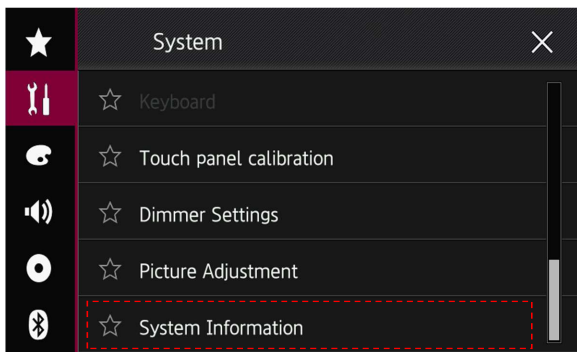 System
Keyboard
Touch panel calibration
Dimmer Settings
Picture Adjustment
System Information